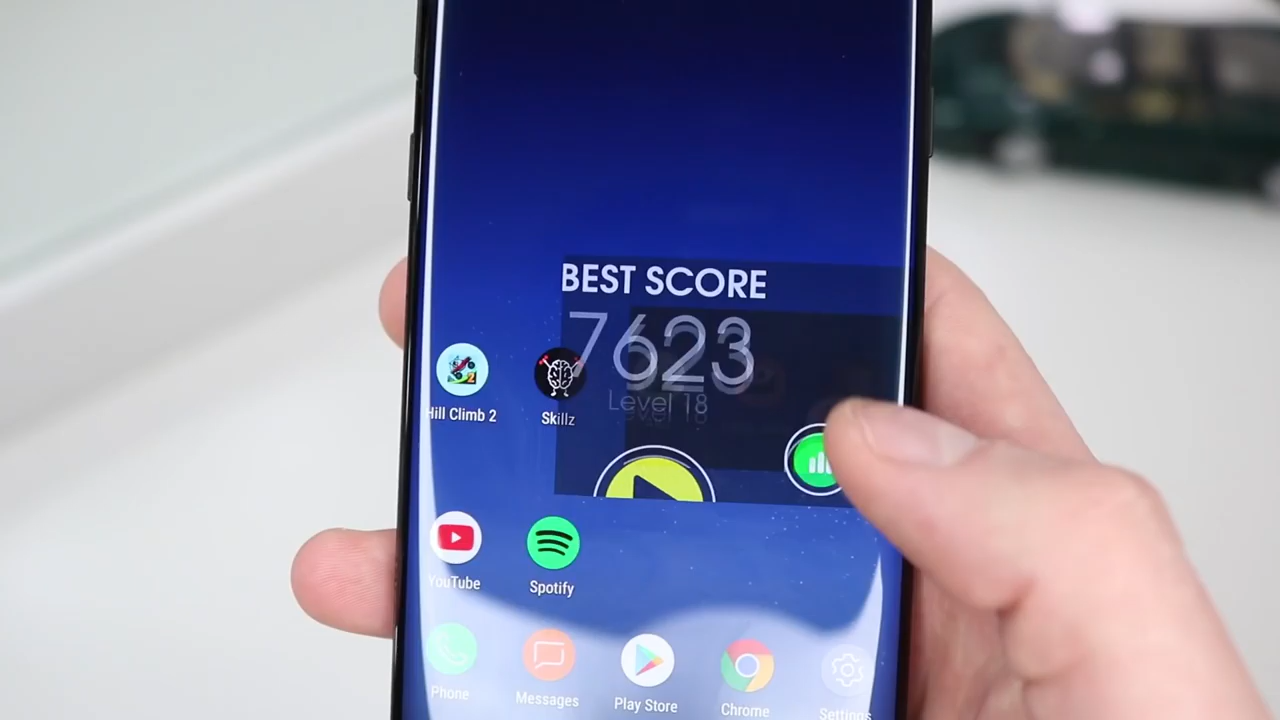 BEST SCORE
7623
Level 18
Hill Climb 2
Skillz
YouTube
Spotify
Phone
Messages
Play Store
Chrome
Settings